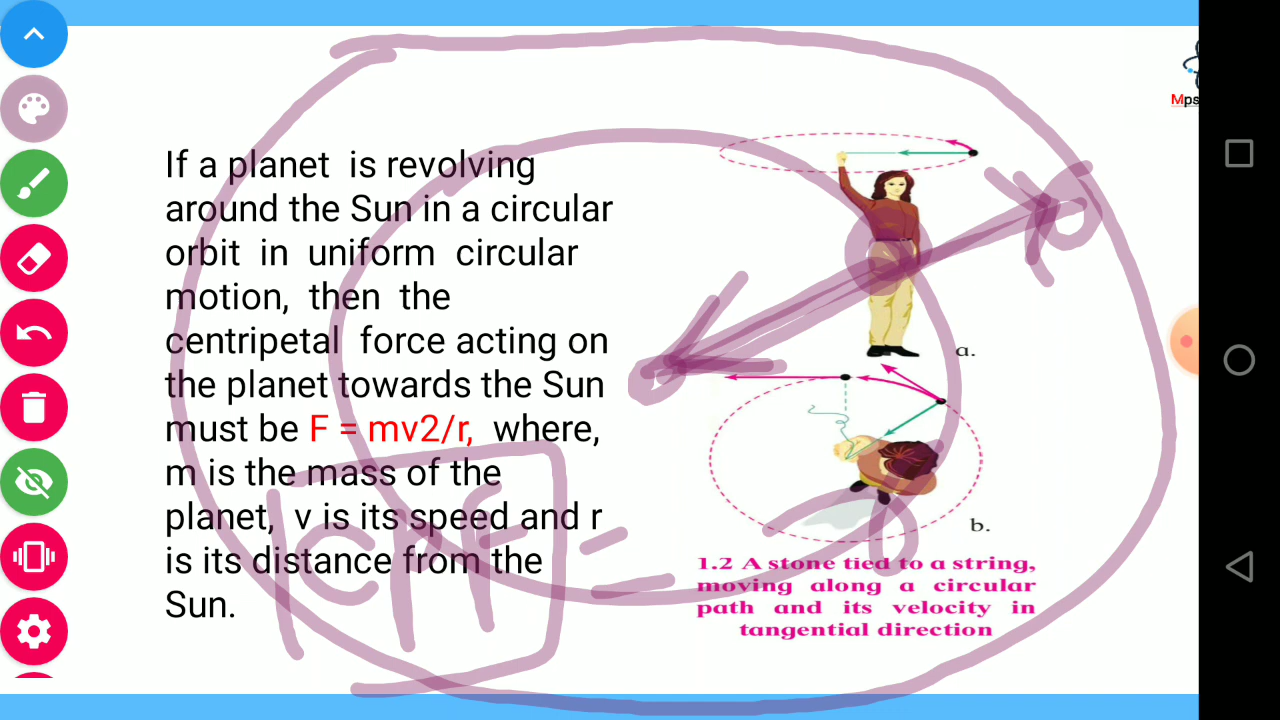 Mps
If a planet is revolving
around the Sun in a circular
orbit in uniform circular
motion, then the
centripetal force acting on
the planet towards the Sun
must be F = mv2/r, where,
m is the mass of the
planet, v is its speed and r
is its distance from the
Sun.
a.
b.
1.2 A stone tied to a string,
moving along a circular
path and its velocity in
tangential direction